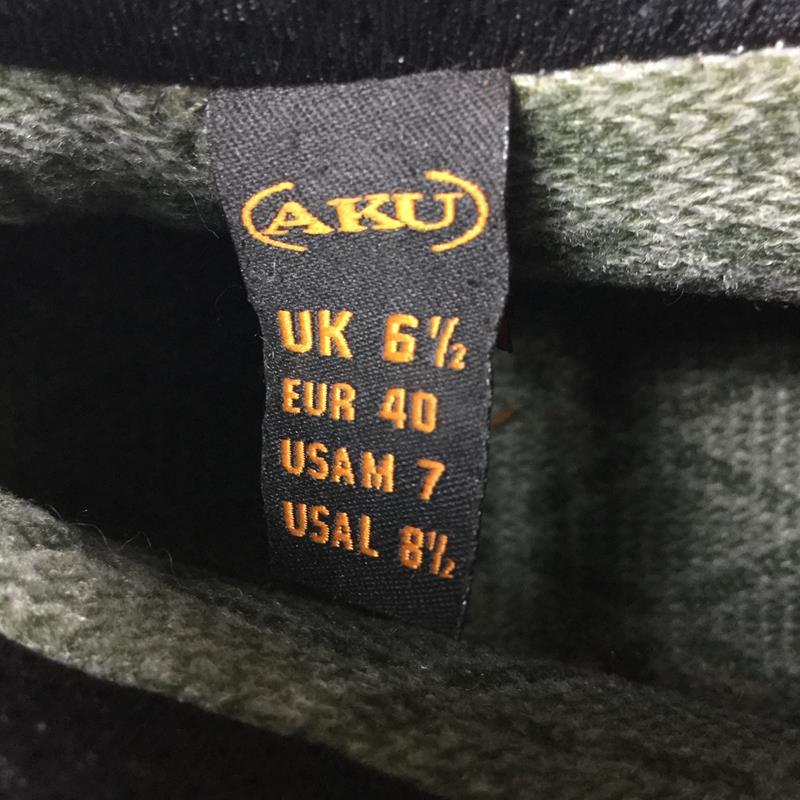 (AKU)
UK 6½
EUR 40
USAM 7
USAL 8½